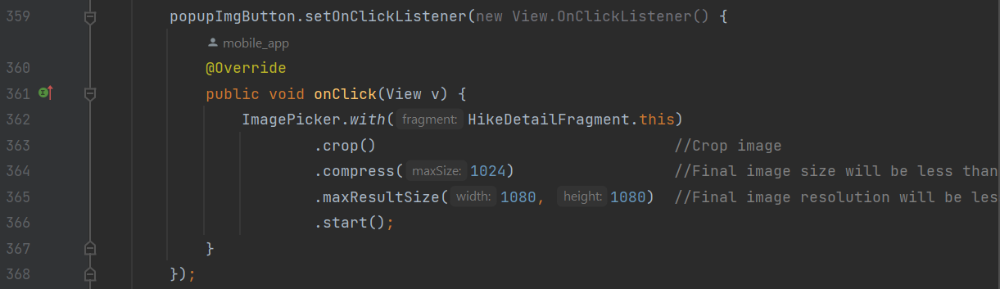 359 popupImgButton.setOnClickListener(new View.OnClickListener() {
mobile_app
360 @Override
361 public void onClick(View v) {
362 ImagePicker.with( fragment: HikeDetailFragment.this)
363 .crop() //Crop image
364 .compress( maxSize: 1024) //Final image size will be less than
365 .maxResultSize( width: 1080, height: 1080) //Final image resolution will be les
366 .start();
367 }
368 });